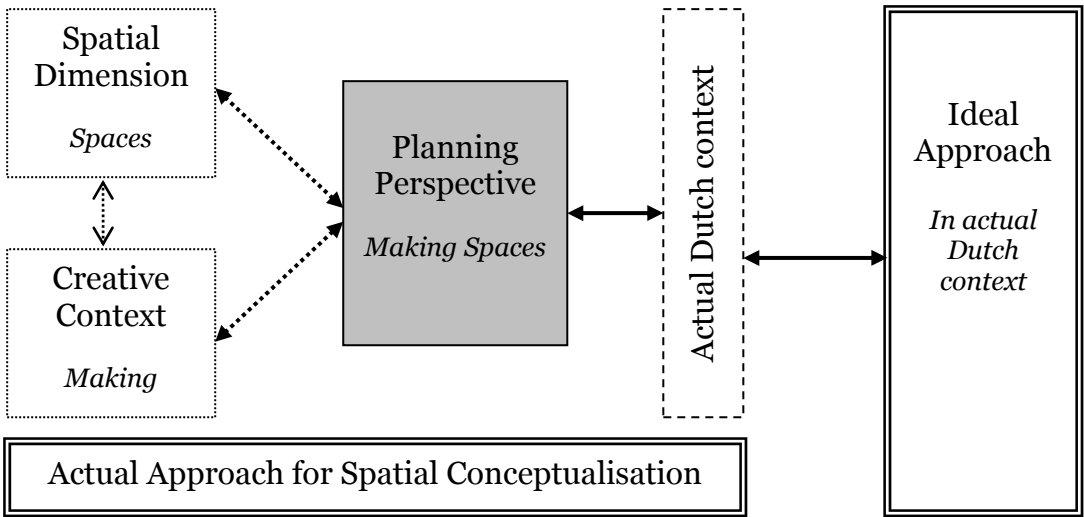 Spatial
Dimension
Spaces
Creative
Context
Making
Planning
Perspective
Making Spaces
Actual Dutch context
Ideal
Approach
In actual
Dutch
context
Actual Approach for Spatial Conceptualisation